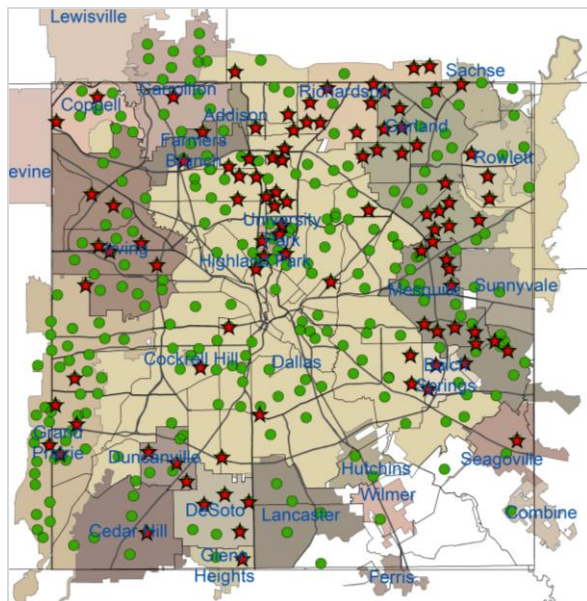 Lewisville
Sachse
Carrollton
Richardson
Coppell
Addison
Garland
Farmers
Branch
Rowlett
evine
University
Park
Irving
Highland Park
Mesquite
Sunnyvale
Cockrell Hill
Dallas
Balch
Springs
Grand
Prairie
Duncanville
Seagoville
Hutchins
Wilmer
DeSoto
Lancaster
Combine
Cedar Hill
Glenn
Heights
Ferris